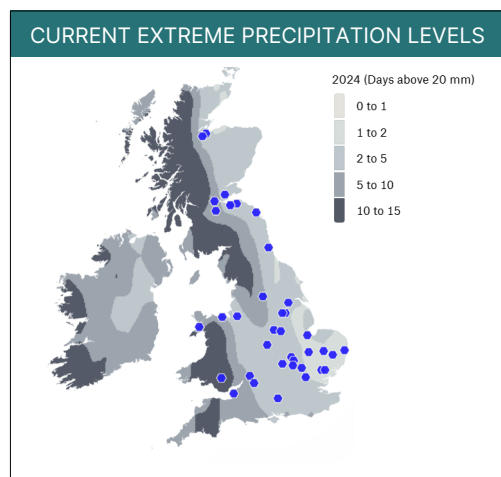 CURRENT EXTREME PRECIPITATION LEVELS
2024 (Days above 20 mm)
0 to 1
1 to 2
2 to 5
5 to 10
10 to 15